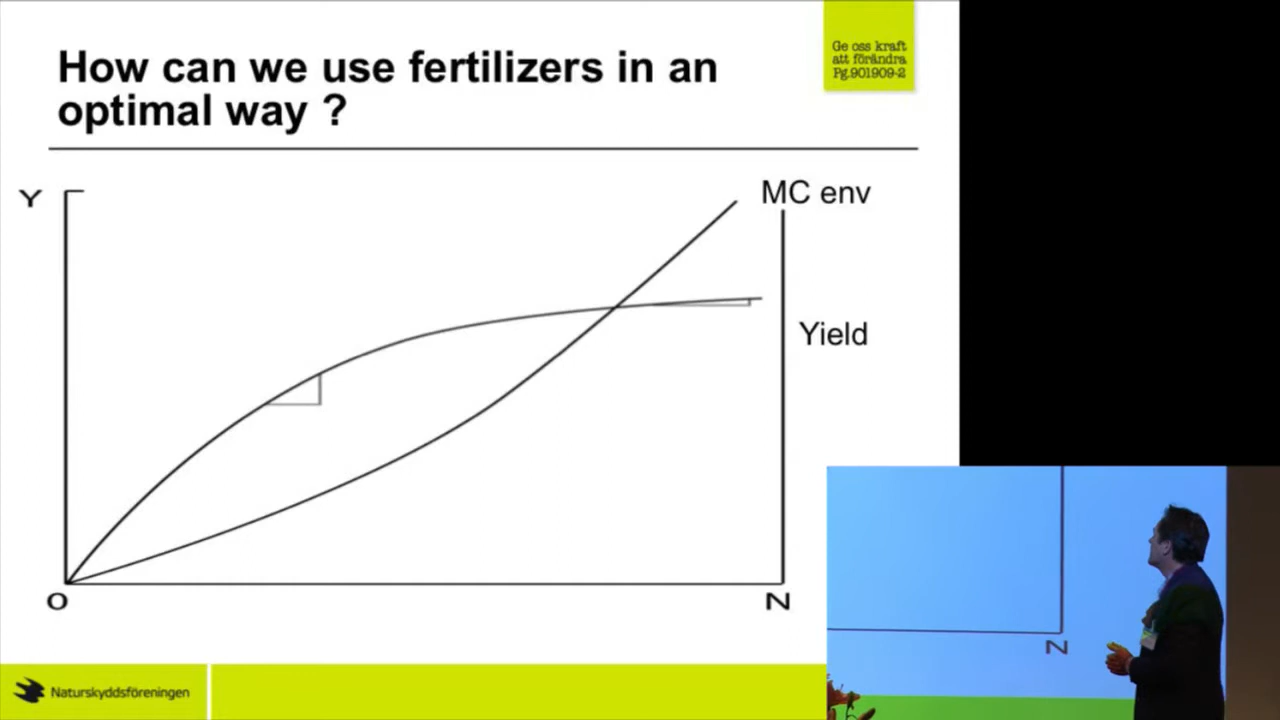 How can we use fertilizers in an
optimal way ?
Ge oss kraft
att förändra
Pg.901909-2
Y
MC env
Yield
O
N
Naturskyddsföreningen
N